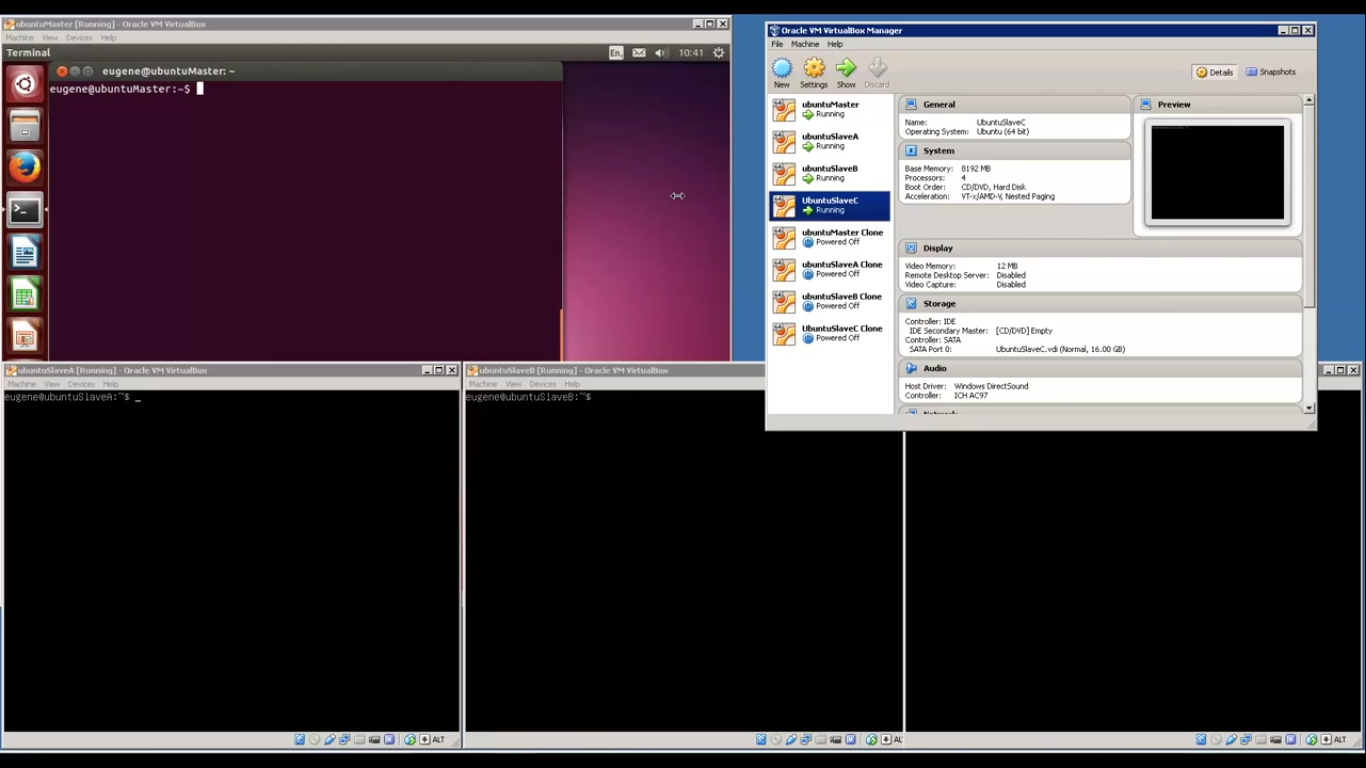 ubuntuMaster [Running] - Oracle VM VirtualBox
Machine View Devices Help
Terminal
En
10:41
eugene@ubuntuMaster: ~
eugene@ubuntuMaster:~$
Oracle VM VirtualBox Manager
File Machine Help
New Settings Show Discard
Details Snapshots
ubuntuMaster
Running
ubuntuSlaveA
Running
ubuntuSlaveB
Running
UbuntuSlaveC
Running
ubuntuMaster Clone
Powered Off
ubuntuSlaveA Clone
Powered Off
ubuntuSlaveB Clone
Powered Off
UbuntuSlaveC Clone
Powered Off
General
Name: UbuntuSlaveC
Operating System: Ubuntu (64 bit)
System
Base Memory: 8192 MB
Processors: 4
Boot Order: CD/DVD, Hard Disk
Acceleration: VT-x/AMD-V, Nested Paging
Preview
Display
Video Memory: 12 MB
Remote Desktop Server: Disabled
Video Capture: Disabled
Storage
Controller: IDE
IDE Secondary Master: [CD/DVD] Empty
Controller: SATA
SATA Port 0: UbuntuSlaveC.vdi (Normal, 16.00 GB)
Audio
Host Driver: Windows DirectSound
Controller: ICH AC97
ubuntuSlaveA [Running] - Oracle VM VirtualBox
Machine View Devices Help
eugene@ubuntuSlaveA:~$ _
ALT
ubuntuSlaveB [Running] - Oracle VM VirtualBox
Machine View Devices Help
eugene@ubuntuSlaveB:~$
ALT